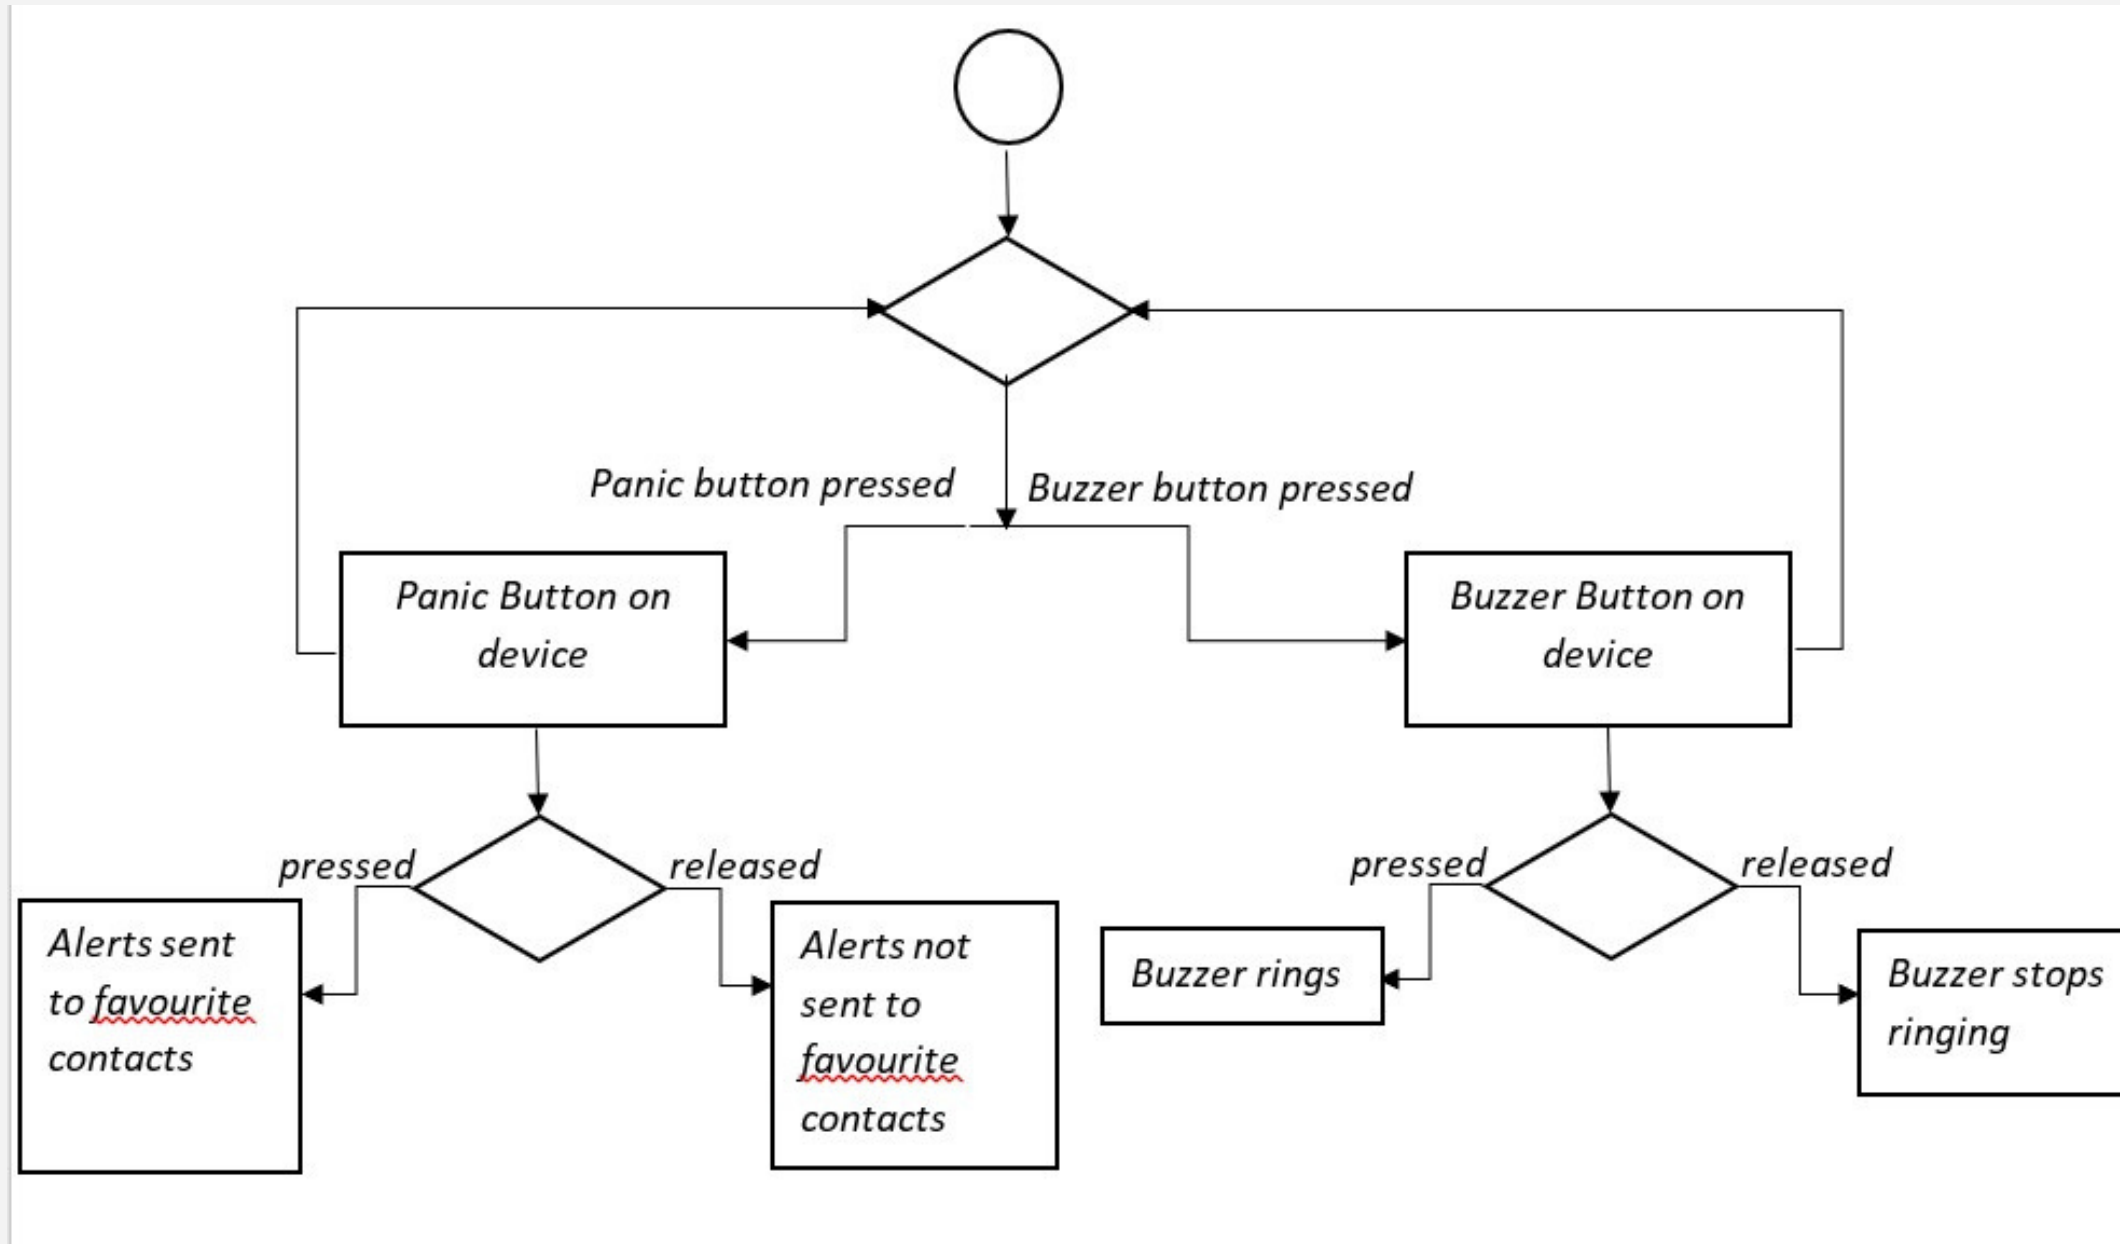 Panic button pressed
Buzzer button pressed
Panic Button on
device
Buzzer Button on
device
pressed
released
pressed
released
Alerts sent
to favourite
contacts
Alerts not
sent to
favourite
contacts
Buzzer rings
Buzzer stops
ringing